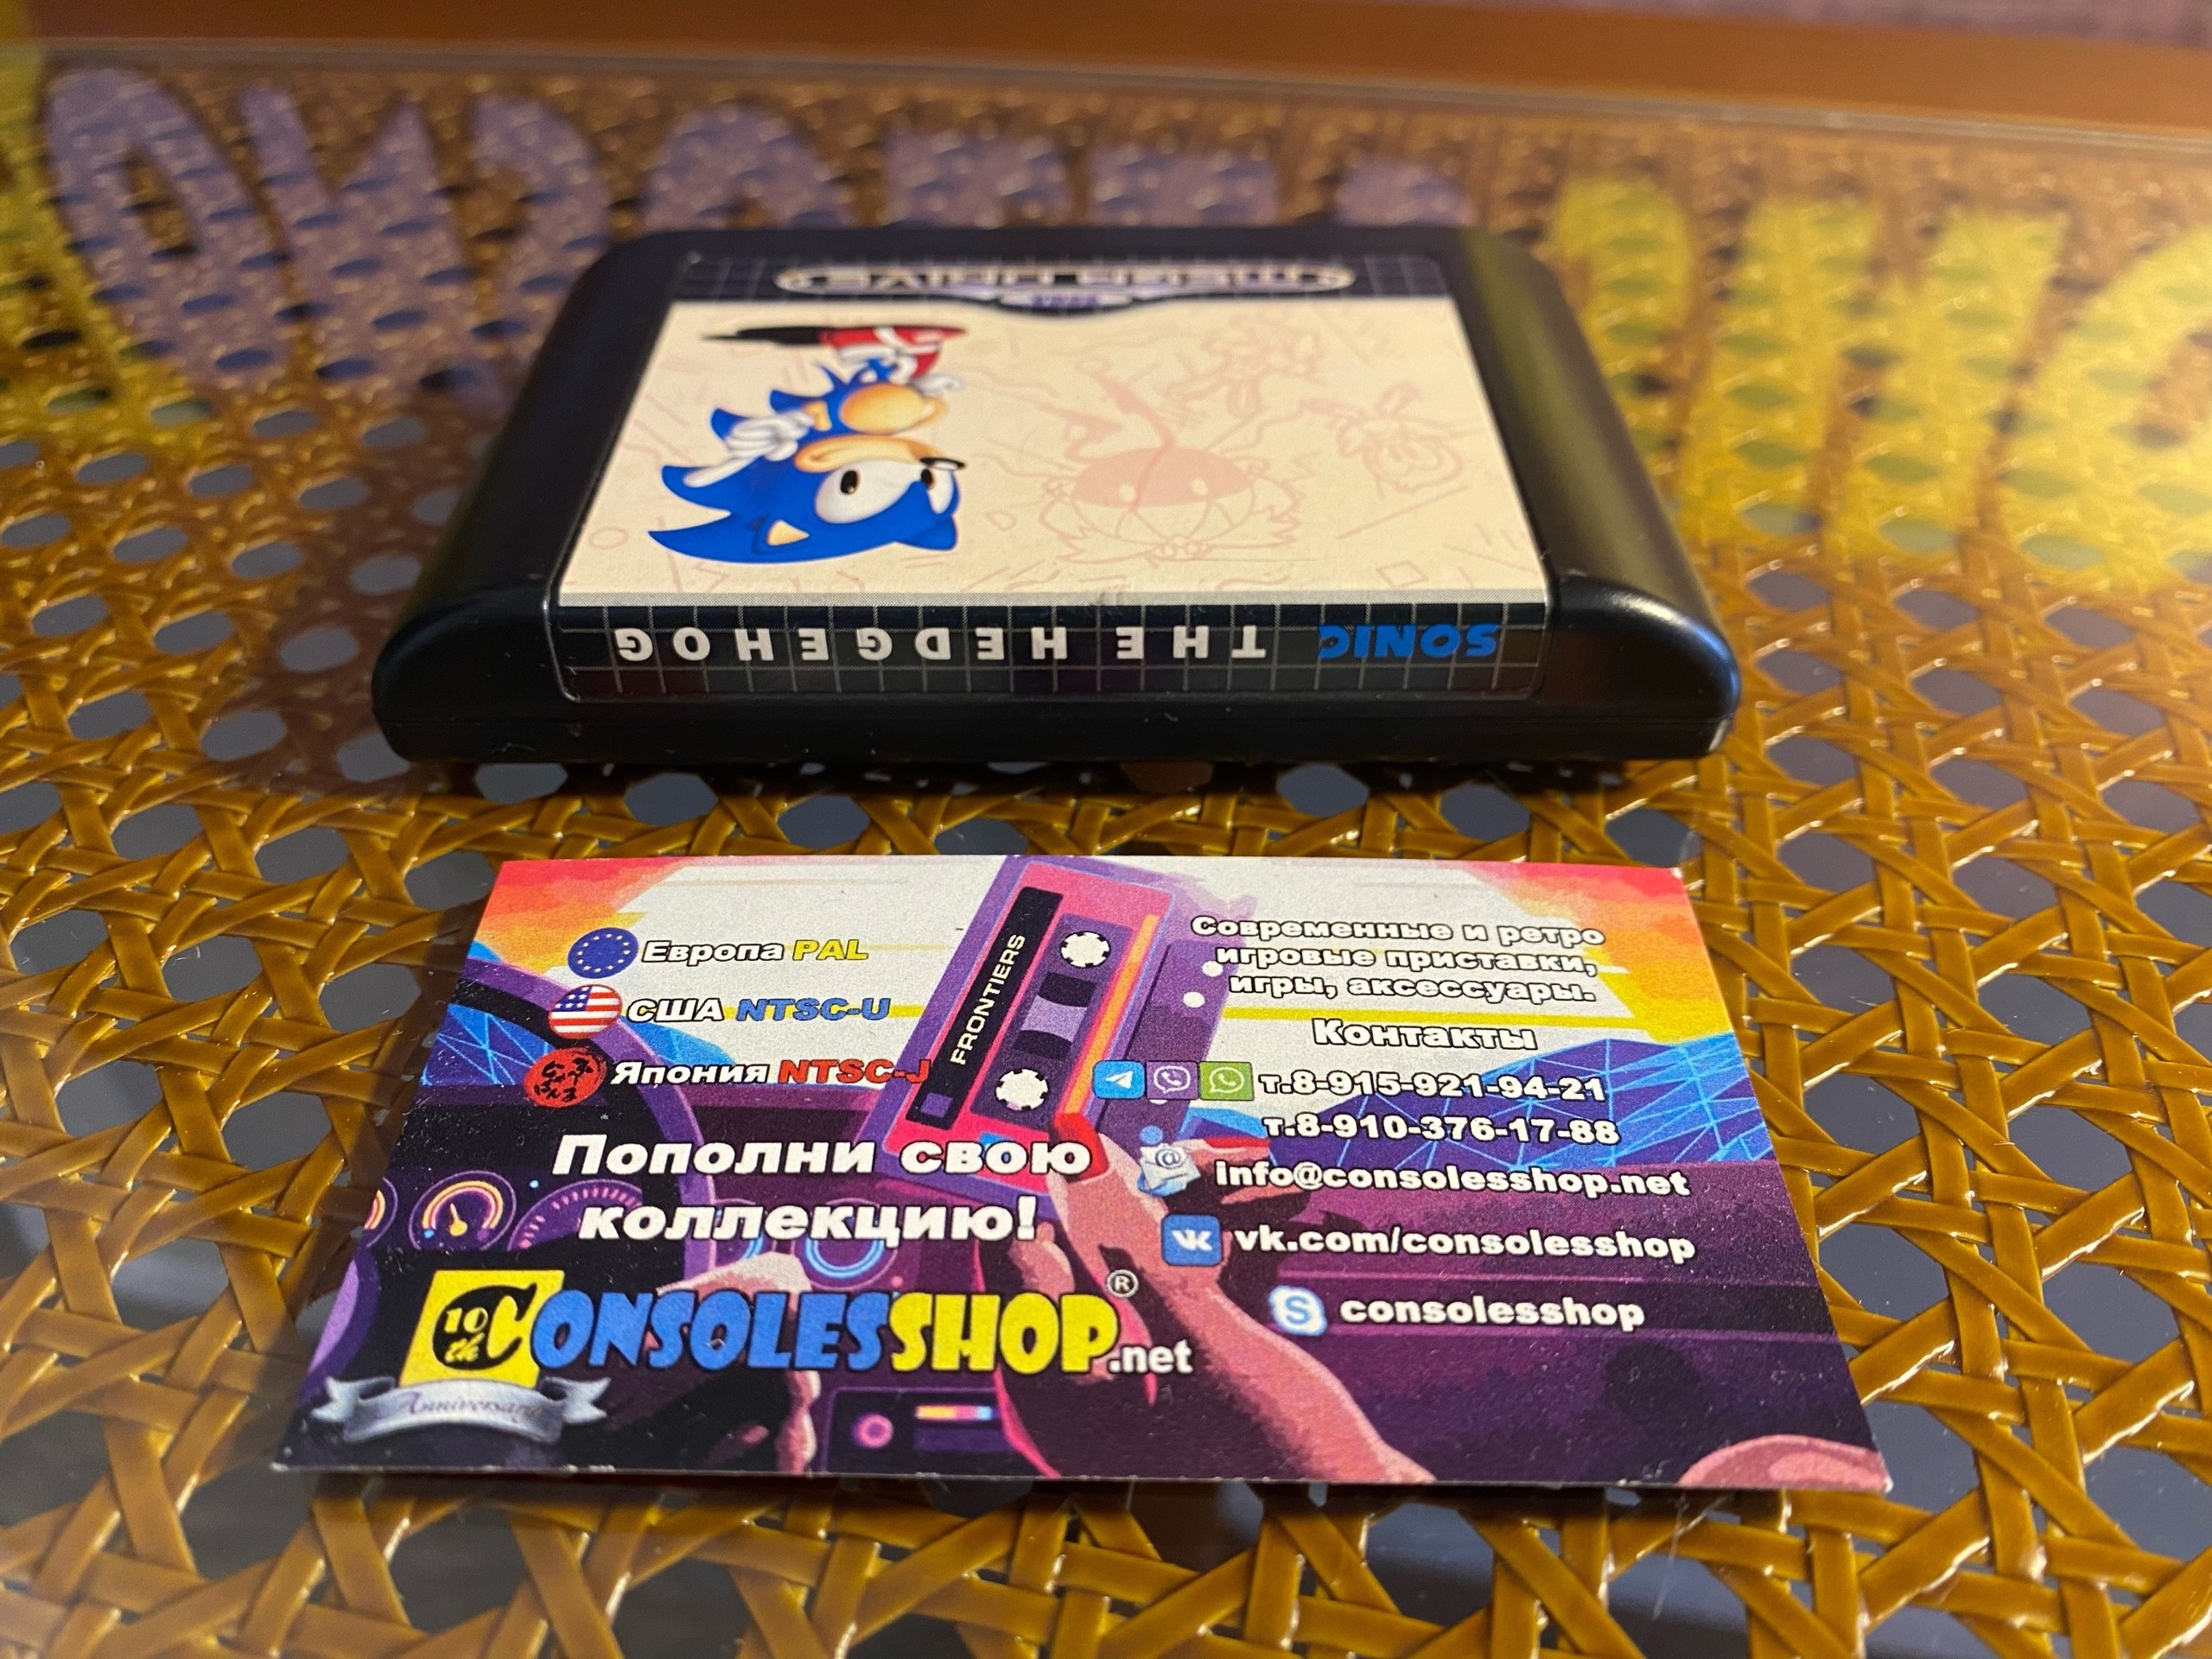 MEGA DRIVE
SONIC THE HEDGEHOG
Европа PAL
США NTSC-U
Япония NTSC-J
Пополни свою
коллекцию!
10th
CONSOLESSHOP®.net
Anniversary
FRONTIERS
Современные и ретро
игровые приставки,
игры, аксессуары.
Контакты
т.8-915-921-94-21
т.8-910-376-17-88
info@consolesshop.net
vk.com/consolesshop
consolesshop